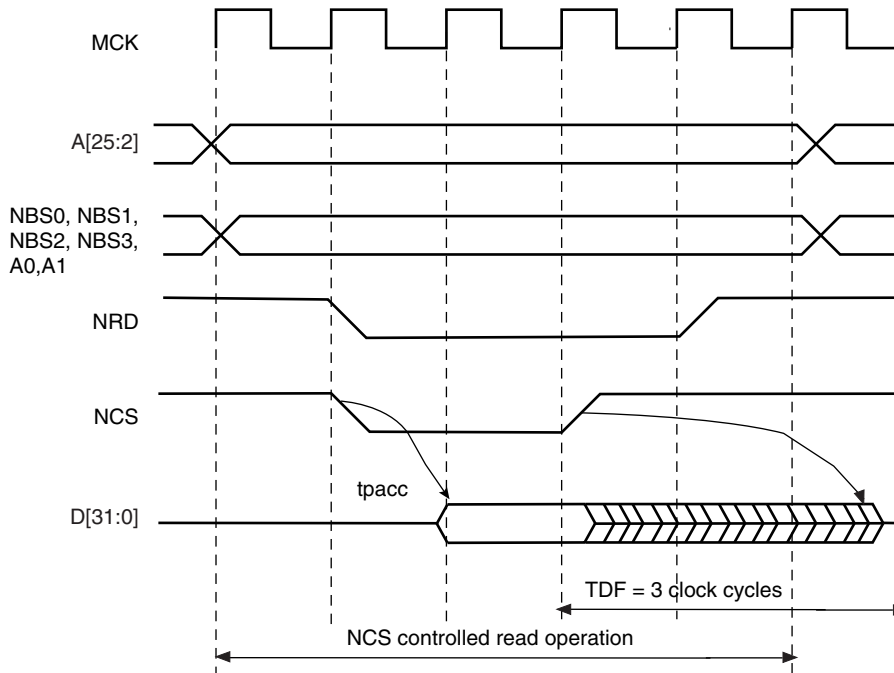 MCK
A[25:2]
NBS0, NBS1,
NBS2, NBS3,
A0,A1
NRD
NCS
tpacc
D[31:0]
TDF = 3 clock cycles
NCS controlled read operation